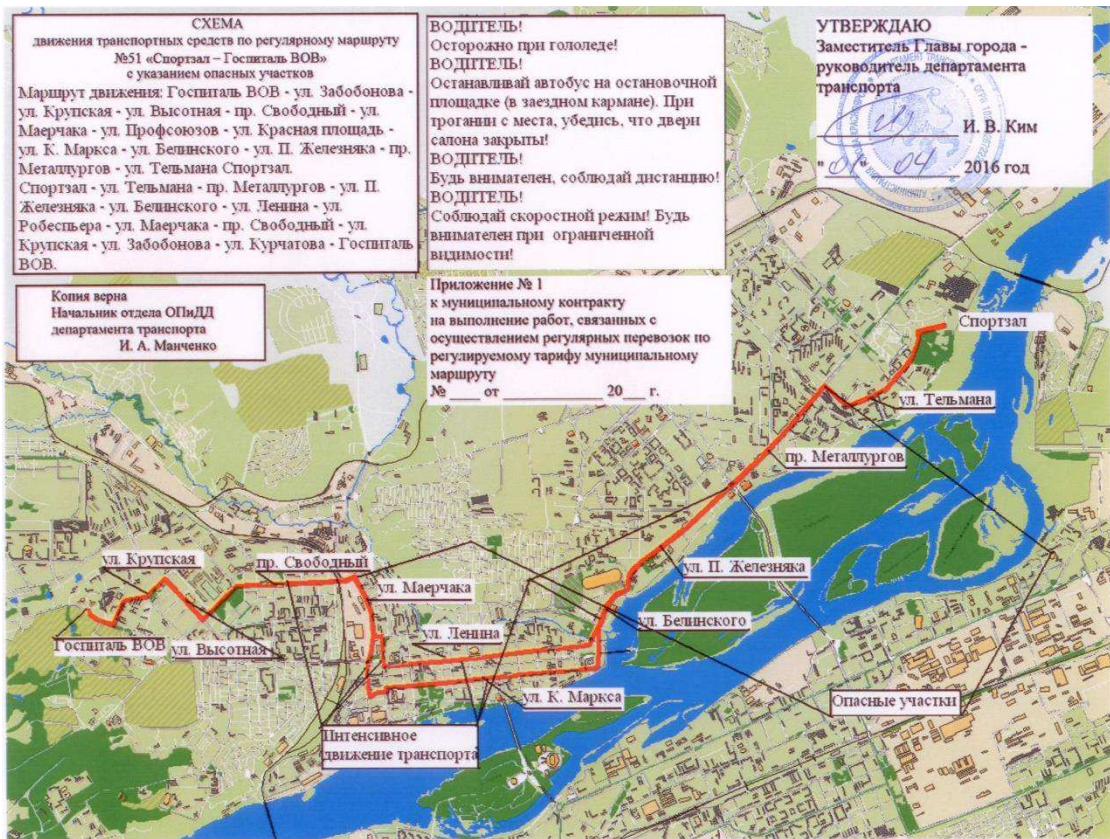 СХЕМА
движения транспортных средств по регулярному маршруту
№51 «Спортзал – Госпиталь ВОВ»
с указанием опасных участков
Маршрут движения: Госпиталь ВОВ - ул. Забобонова -
ул. Крупская - ул. Высотная - пр. Свободный - ул.
Маерчака - ул. Профсоюзов - ул. Красная площадь -
ул. К. Маркса - ул. Белинского - ул. П. Железняка - пр.
Металлургов - ул. Тельмана Спортзал.
Спортзал - ул. Тельмана - пр. Металлургов - ул. П.
Железняка - ул. Белинского - ул. Ленина - ул.
Робеспьера - ул. Маерчака - пр. Свободный - ул.
Крупская - ул. Забобонова - ул. Курчатова - Госпиталь
ВОВ.
ВОДИТЕЛЬ!
Осторожно при гололеде!
ВОДИТЕЛЬ!
Останавливай автобус на остановочной
площадке (в заездном кармане). При
трогании с места, убедись, что двери
салона закрыты!
ВОДИТЕЛЬ!
Будь внимателен, соблюдай дистанцию!
ВОДИТЕЛЬ!
Соблюдай скоростной режим! Будь
внимателен при ограниченной
видимости!
УТВЕРЖДАЮ
Заместитель Главы города -
руководитель департамента
транспорта
И. В. Ким
" 01 " 04 2016 год
Копия верна
Начальник отдела ОПиДД
департамента транспорта
И. А. Манченко
Приложение № 1
к муниципальному контракту
на выполнение работ, связанных с
осуществлением регулярных перевозок по
регулируемому тарифу муниципальному
маршруту
№ ____ от ______________ 20___ г.
Спортзал
ул. Тельмана
пр. Металлургов
ул. Крупская
пр. Свободный
ул. П. Железняка
ул. Маерчака
ул. Белинского
ул. Ленина
Госпиталь ВОВ
ул. Высотная
ул. К. Маркса
Опасные участки
Интенсивное
движение транспорта